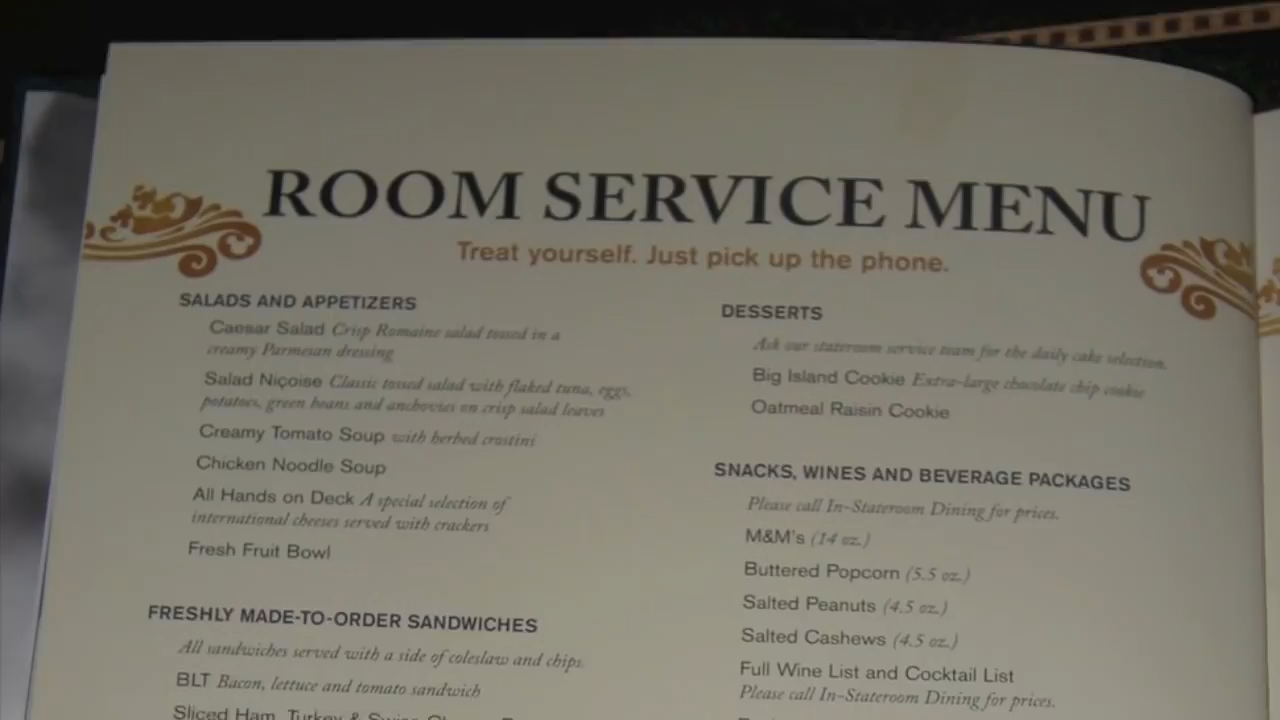 ROOM SERVICE MENU
Treat yourself. Just pick up the phone.
SALADS AND APPETIZERS
Caesar Salad Crisp Romaine salad tossed in a
creamy Parmesan dressing
Salad Niçoise Classic tossed salad with flaked tuna, eggs,
potatoes, green beans and anchovies on crisp salad leaves
Creamy Tomato Soup with herbed crostini
Chicken Noodle Soup
All Hands on Deck A special selection of
international cheeses served with crackers
Fresh Fruit Bowl
FRESHLY MADE-TO-ORDER SANDWICHES
All sandwiches served with a side of coleslaw and chips.
BLT Bacon, lettuce and tomato sandwich
Sliced Ham, Turkey & Swiss
DESSERTS
Ask our stateroom service team for the daily cake selection.
Big Island Cookie Extra-large chocolate chip cookie
Oatmeal Raisin Cookie
SNACKS, WINES AND BEVERAGE PACKAGES
Please call In-Stateroom Dining for prices.
M&M's (14 oz.)
Buttered Popcorn (5.5 oz.)
Salted Peanuts (4.5 oz.)
Salted Cashews (4.5 oz.)
Full Wine List and Cocktail List
Please call In-Stateroom Dining for prices.